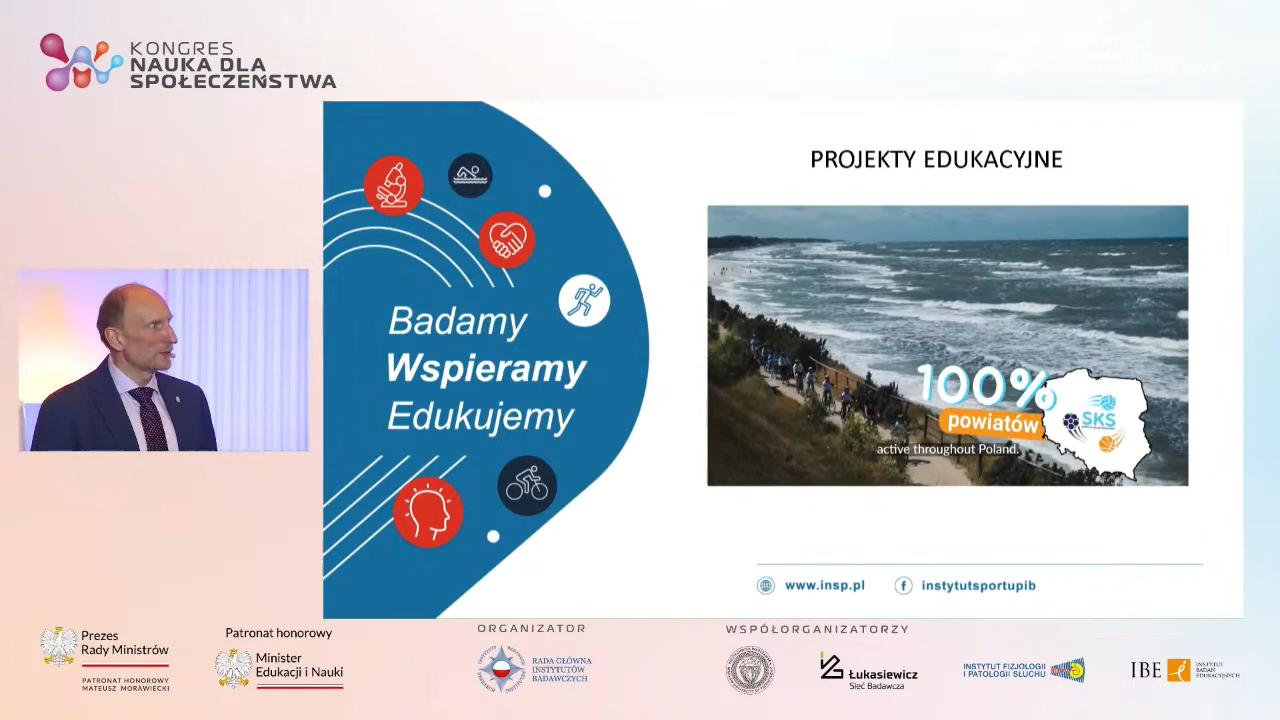 KONGRES
NAUKA DLA
SPOŁECZEŃSTWA
PROJEKTY EDUKACYJNE
Badamy
Wspieramy
Edukujemy
100%
powiatów
SKS
active throughout Poland.
www.insp.pl
instytutsportupib
Prezes
Rady Ministrów
PATRONAT HONOROWY
MATEUSZ MORAWIECKI
Patronat honorowy
Minister
Edukacji i Nauki
ORGANIZATOR
RADA GŁÓWNA
INSTYTUTÓW
BADAWCZYCH
WSPÓŁORGANIZATORZY
Łukasiewicz
Sieć Badawcza
INSTYTUT FIZJOLOGII
I PATOLOGII SŁUCHU
IBE
INSTYTUT
BADAŃ
EDUKACYJNYCH